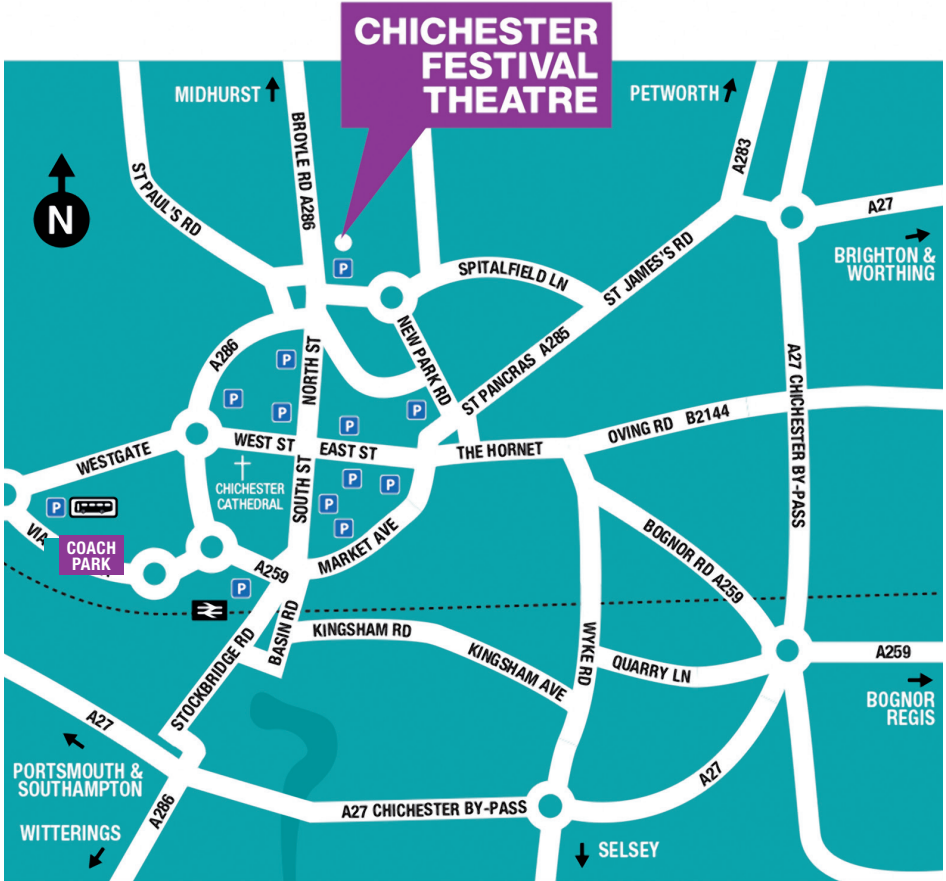 CHICHESTER
FESTIVAL
THEATRE
MIDHURST
PETWORTH
BROYLE RD A286
A283
ST PAUL'S RD
N
A27
BRIGHTON &
WORTHING
P
SPITALFIELD LN
ST JAMES'S RD
A286
P
NORTH ST
NEW PARK RD
ST PANCRAS A285
A27 CHICHESTER BY-PASS
P
P
P
P
OVING RD B2144
WESTGATE
WEST ST
EAST ST
THE HORNET
CHICHESTER
CATHEDRAL
SOUTH ST
P
P
P
P
P
MARKET AVE
BOGNOR RD A259
VIA
COACH
PARK
A259
P
BASIN RD
KINGSHAM RD
STOCKBRIDGE RD
KINGSHAM AVE
WYKE RD
QUARRY LN
A259
BOGNOR
REGIS
A27
PORTSMOUTH &
SOUTHAMPTON
A27
A286
A27 CHICHESTER BY-PASS
WITTERINGS
SELSEY